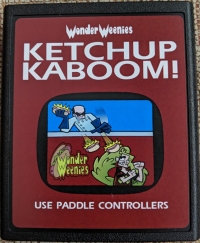 Wonder Weenies
KETCHUP
KABOOM!
Wonder
Weenies
USE PADDLE CONTROLLERS